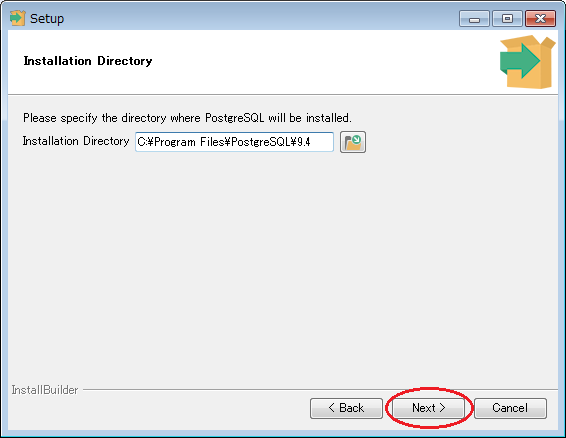 Setup
Installation Directory
Please specify the directory where PostgreSQL will be installed.
Installation Directory C:¥Program Files¥PostgreSQL¥9.4
InstallBuilder
< Back Next > Cancel